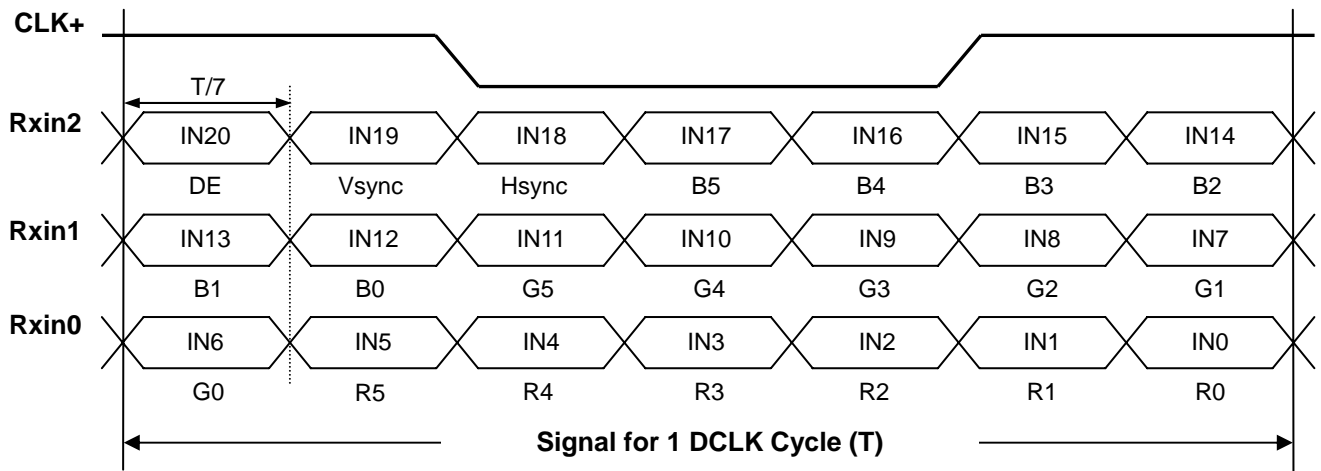 CLK+
T/7
Rxin2 IN20 IN19 IN18 IN17 IN16 IN15 IN14
DE Vsync Hsync B5 B4 B3 B2
Rxin1 IN13 IN12 IN11 IN10 IN9 IN8 IN7
B1 B0 G5 G4 G3 G2 G1
Rxin0 IN6 IN5 IN4 IN3 IN2 IN1 IN0
G0 R5 R4 R3 R2 R1 R0
Signal for 1 DCLK Cycle (T)